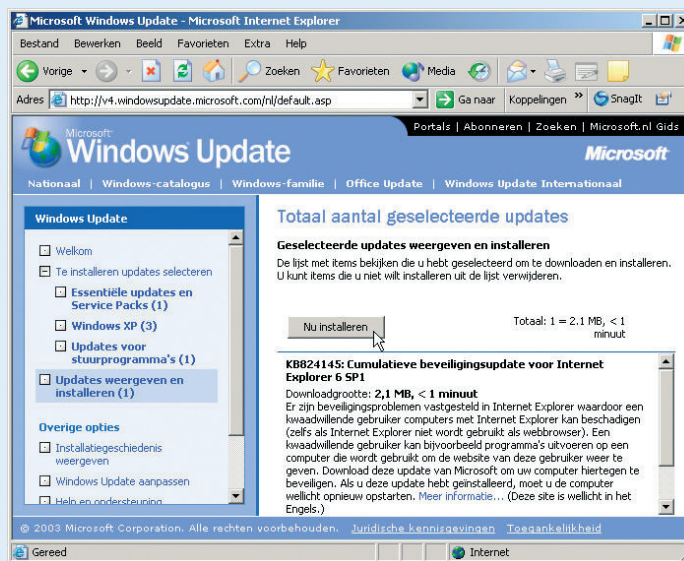 Microsoft Windows Update - Microsoft Internet Explorer
Bestand Bewerken Beeld Favorieten Extra Help
Vorige Zoeken Favorieten Media
Adres http://v4.windowsupdate.microsoft.com/nl/default.asp Ga naar Koppelingen » SnagIt
Portals | Abonneren | Zoeken | Microsoft.nl Gids
Microsoft
Windows Update
Microsoft
Nationaal | Windows-catalogus | Windows-familie | Office Update | Windows Update Internationaal
Windows Update
Welkom
Te installeren updates selecteren
Essentiële updates en
Service Packs (1)
Windows XP (3)
Updates voor
stuurprogramma's (1)
Updates weergeven en
installeren (1)
Overige opties
Installatiegeschiedenis
weergeven
Windows Update aanpassen
Help en ondersteuning
Totaal aantal geselecteerde updates
Geselecteerde updates weergeven en installeren
De lijst met items bekijken die u hebt geselecteerd om te downloaden en installeren.
U kunt items die u niet wilt installeren uit de lijst verwijderen.
Nu installeren
Totaal: 1 = 2.1 MB, < 1
minuut
KB824145: Cumulatieve beveiligingsupdate voor Internet
Explorer 6 SP1
Downloadgrootte: 2,1 MB, < 1 minuut
Er zijn beveiligingsproblemen vastgesteld in Internet Explorer waardoor een
kwaadwillende gebruiker computers met Internet Explorer kan beschadigen
(zelfs als Internet Explorer niet wordt gebruikt als webbrowser). Een
kwaadwillende gebruiker kan bijvoorbeeld programma's uitvoeren op een
computer die wordt gebruikt om de website van deze gebruiker weer te
geven. Download deze update van Microsoft om uw computer hiertegen te
beveiligen. Als u deze update hebt geïnstalleerd, moet u de computer
wellicht opnieuw opstarten. Meer informatie... (Deze site is wellicht in het
Engels.)
© 2003 Microsoft Corporation. Alle rechten voorbehouden. Juridische kennisgevingen Toegankelijkheid
Gereed Internet